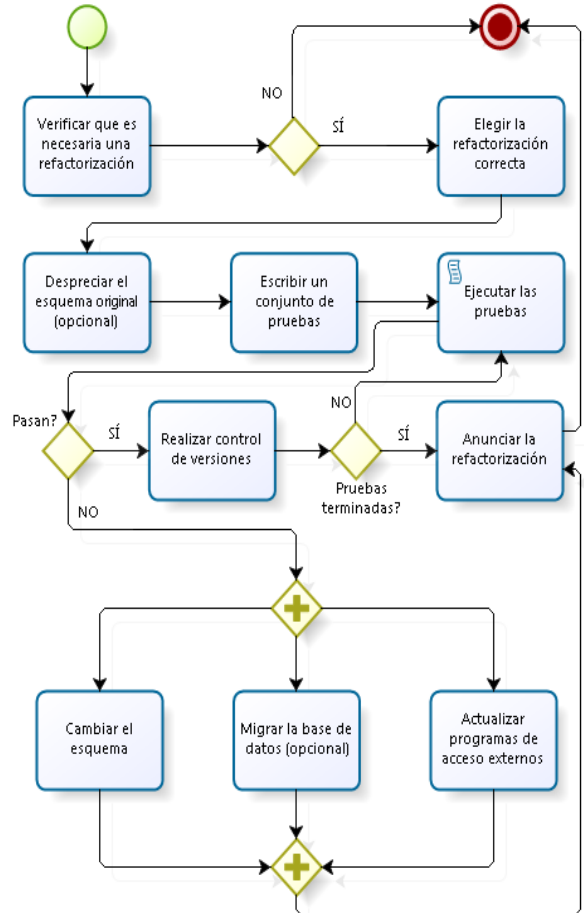 NO
Verificar que es
necesaria una
refactorización
SÍ
Elegir la
refactorización
correcta
Despreciar el
esquema original
(opcional)
Escribir un
conjunto de
pruebas
Ejecutar las
pruebas
Pasan?
SÍ
Realizar control
de versiones
NO
SÍ
Pruebas
terminadas?
Anunciar la
refactorización
NO
Cambiar el
esquema
Migrar la base de
datos (opcional)
Actualizar
programas de
acceso externos